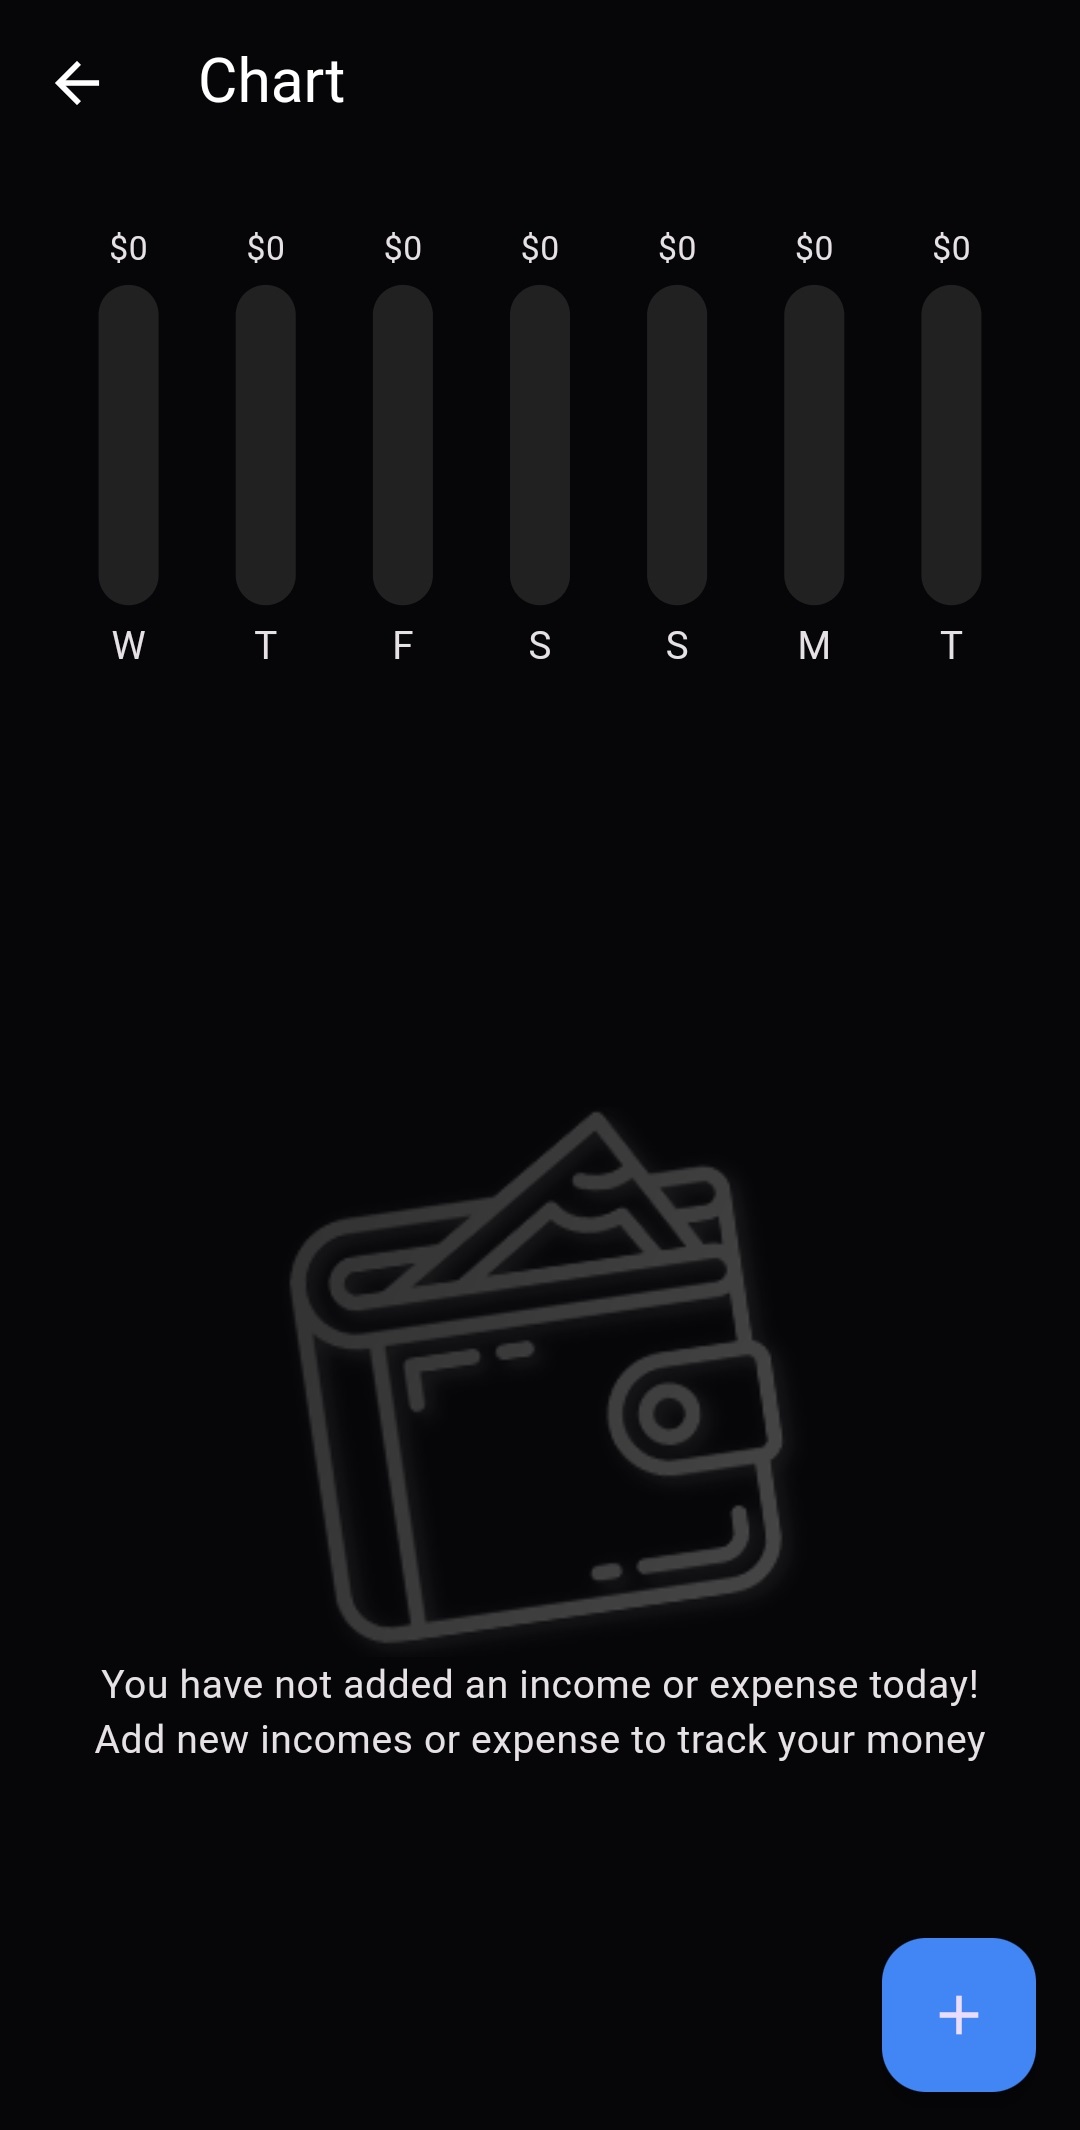 Chart
$0 $0 $0 $0 $0 $0 $0
W T F S S M T
You have not added an income or expense today!
Add new incomes or expense to track your money